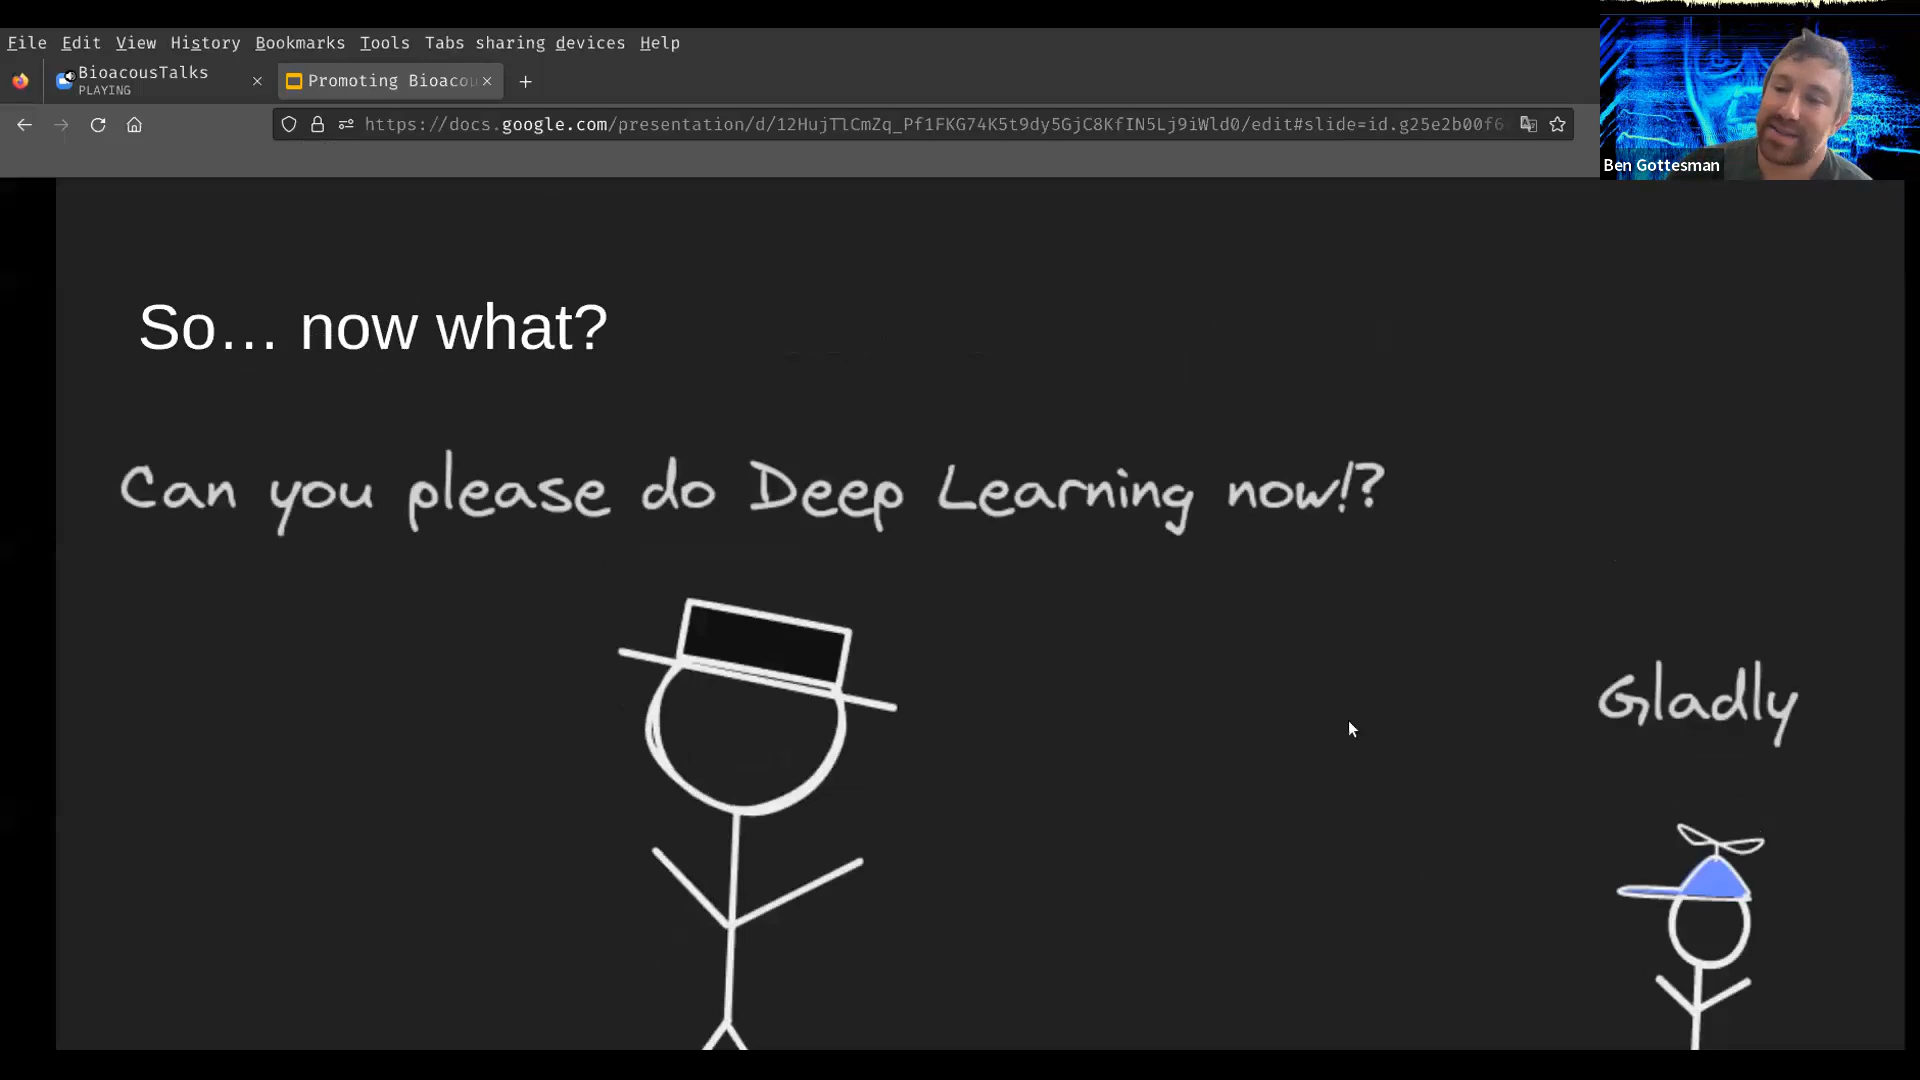 File Edit View History Bookmarks Tools Tabs sharing devices Help
BioacousTalks
PLAYING
Promoting Bioacou
https://docs.google.com/presentation/d/12HujTlCmZq_Pf1FKG74K5t9dy5GjC8KfIN5Lj9iWld0/edit#slide=id.g25e2b00f6
Ben Gottesman
So… now what?
Can you please do Deep Learning now!?
Gladly